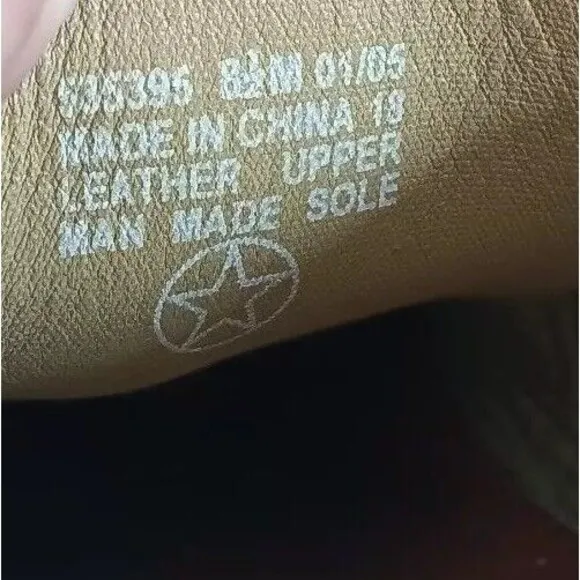 8½M 01/05
MADE IN CHINA 19
LEATHER UPPER
MAN MADE SOLE